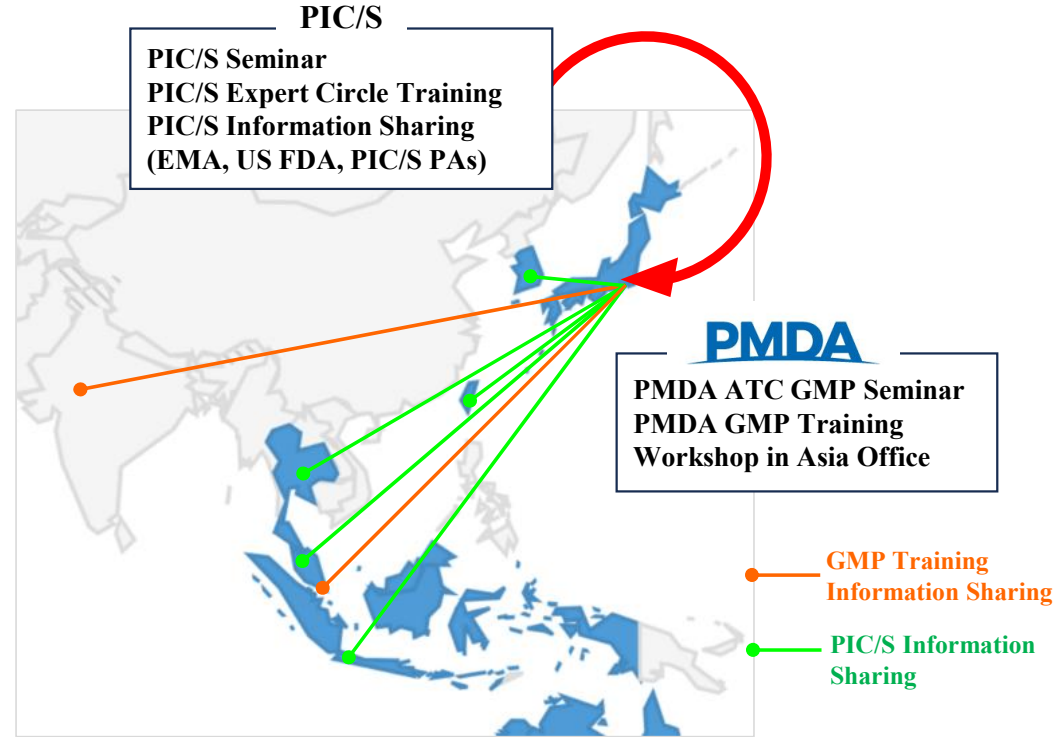 PIC/S
PIC/S Seminar
PIC/S Expert Circle Training
PIC/S Information Sharing
(EMA, US FDA, PIC/S PAs)
PMDA
PMDA ATC GMP Seminar
PMDA GMP Training
Workshop in Asia Office
GMP Training
Information Sharing
PIC/S Information
Sharing